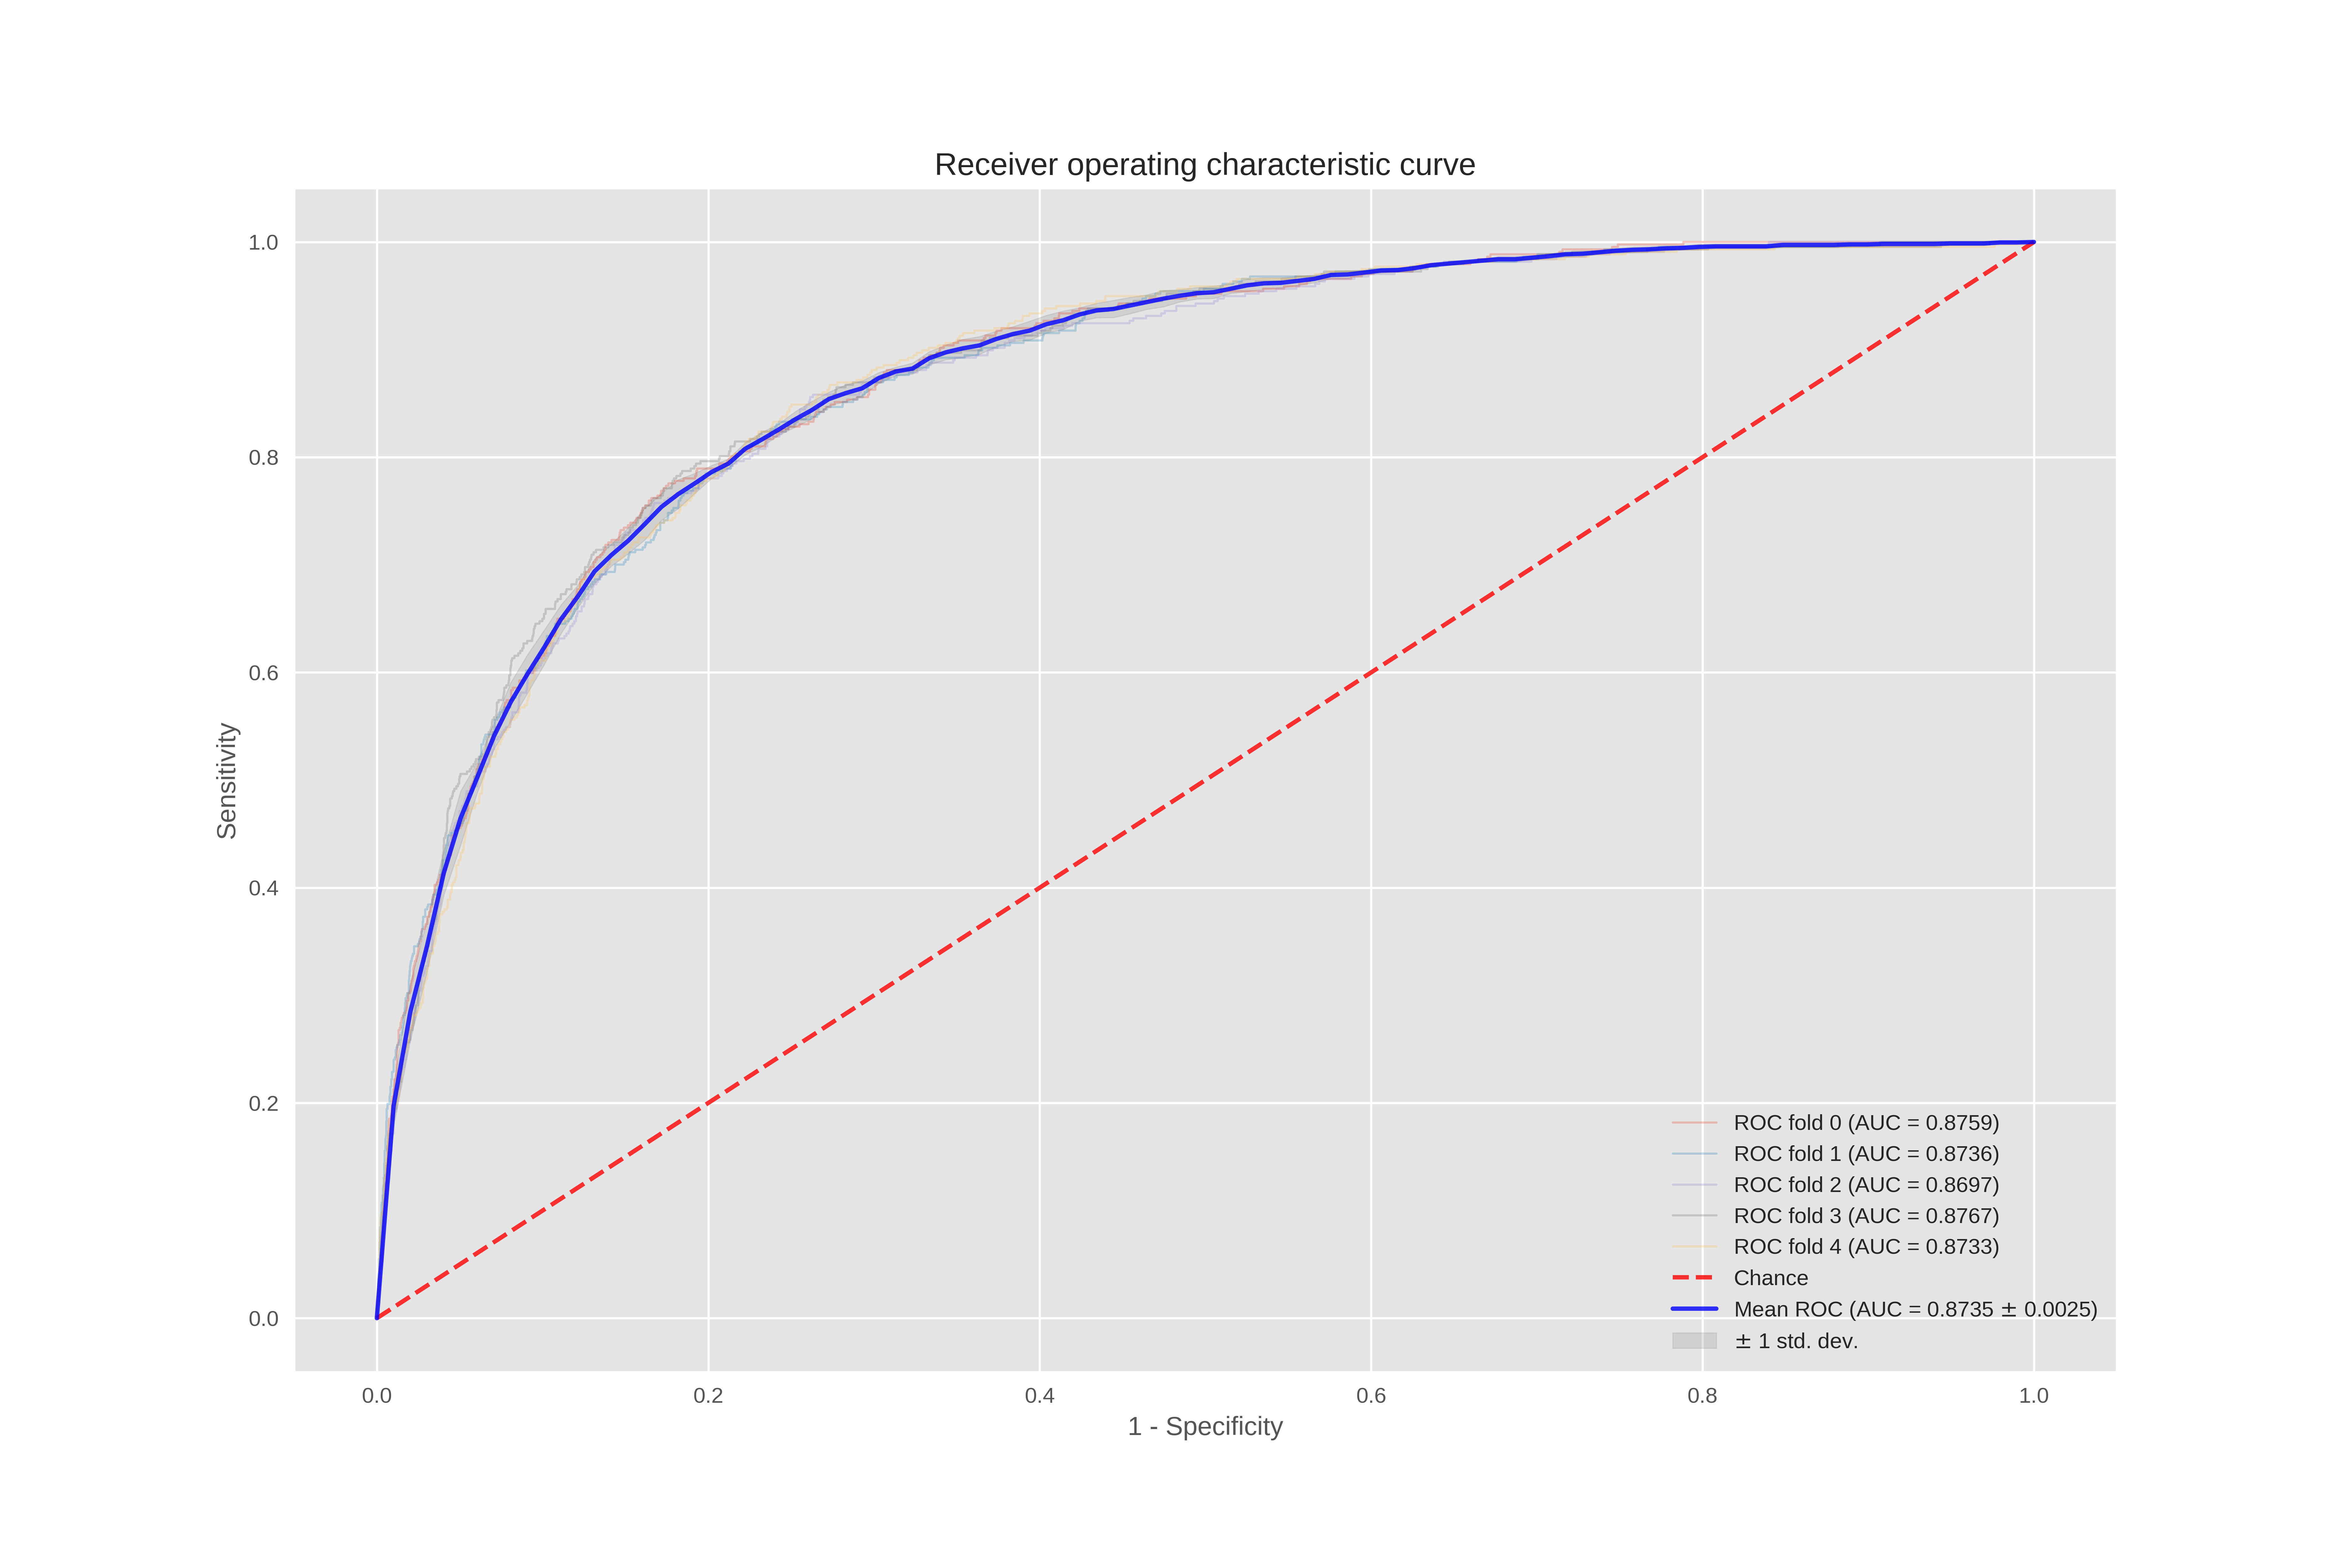 Receiver operating characteristic curve
1.0
0.8
0.6
0.4
0.2
0.0
Sensitivity
0.0 0.2 0.4 0.6 0.8 1.0
1 - Specificity
ROC fold 0 (AUC = 0.8759)
ROC fold 1 (AUC = 0.8736)
ROC fold 2 (AUC = 0.8697)
ROC fold 3 (AUC = 0.8767)
ROC fold 4 (AUC = 0.8733)
Chance
Mean ROC (AUC = 0.8735 ± 0.0025)
± 1 std. dev.